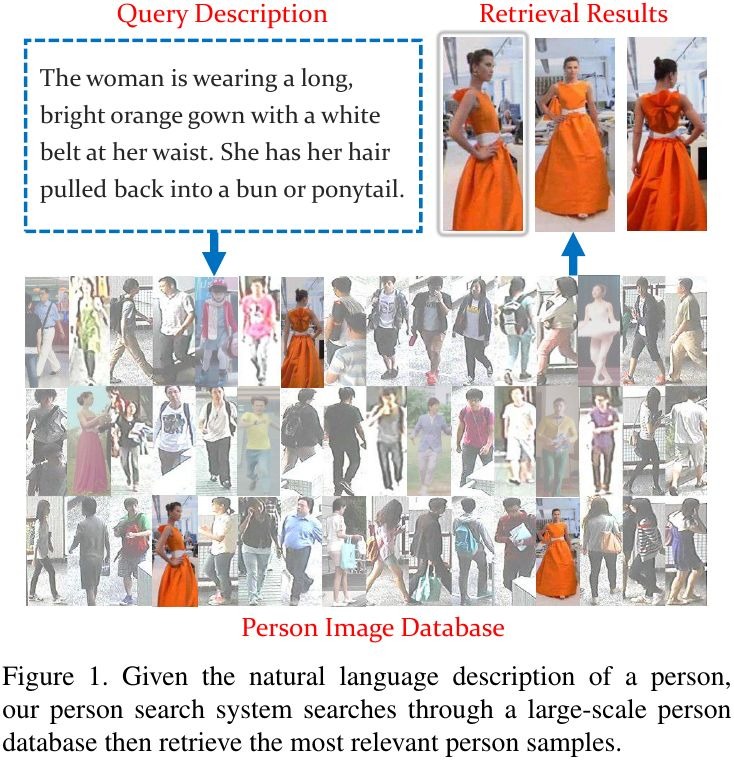 Query Description
Retrieval Results
The woman is wearing a long,
bright orange gown with a white
belt at her waist. She has her hair
pulled back into a bun or ponytail.
Person Image Database
Figure 1. Given the natural language description of a person,
our person search system searches through a large-scale person
database then retrieve the most relevant person samples.